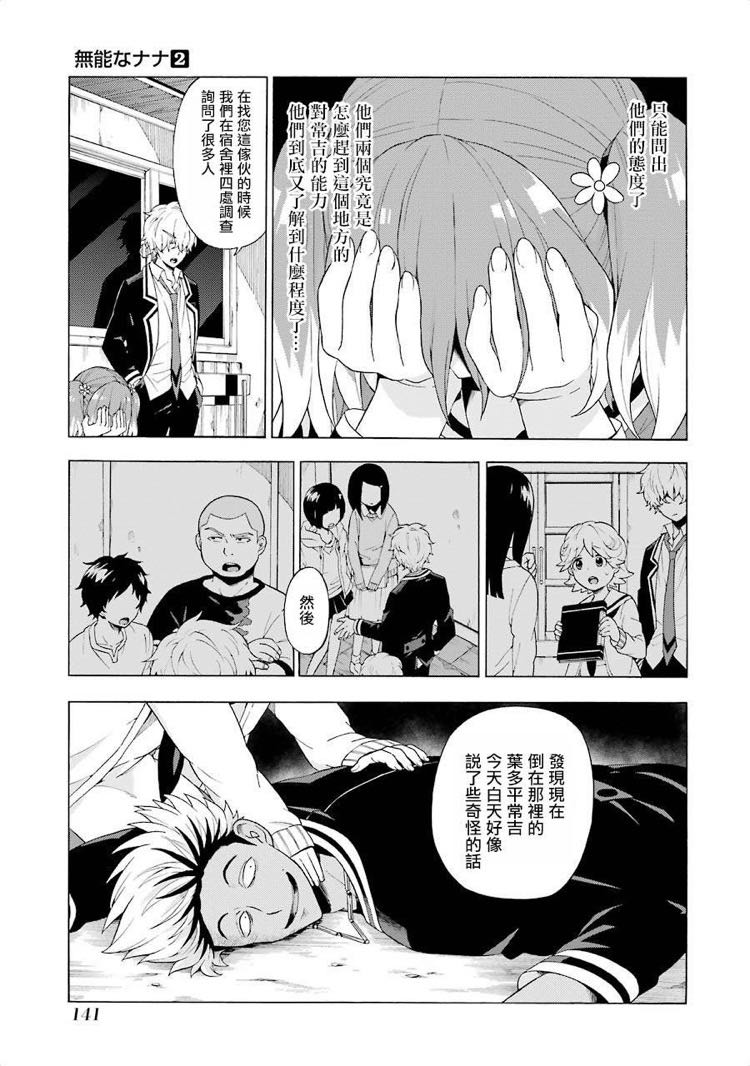 無能なナナ2
只能問出
他們的態度了
他們兩個究竟是
怎麼趕到這個地方的
對常吉的能力
他們到底又了解到什麼程度了…
在找您這傢伙的時候
我們在宿舍裡四處調查
詢問了很多人
然後
發現現在
倒在那裡的
葉多平常吉
今天白天好像
說了些奇怪的話
141